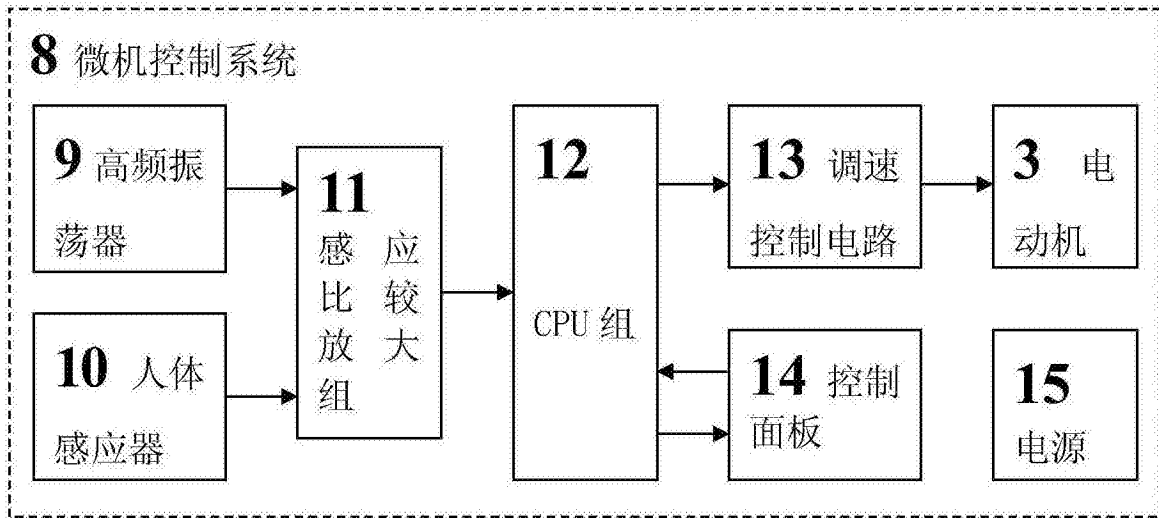 8 微机控制系统
9 高频振
荡器
10 人体
感应器
11
感 应
比 较
放 大
组
12
CPU 组
13 调速
控制电路
3 电
动机
14 控制
面板
15
电源